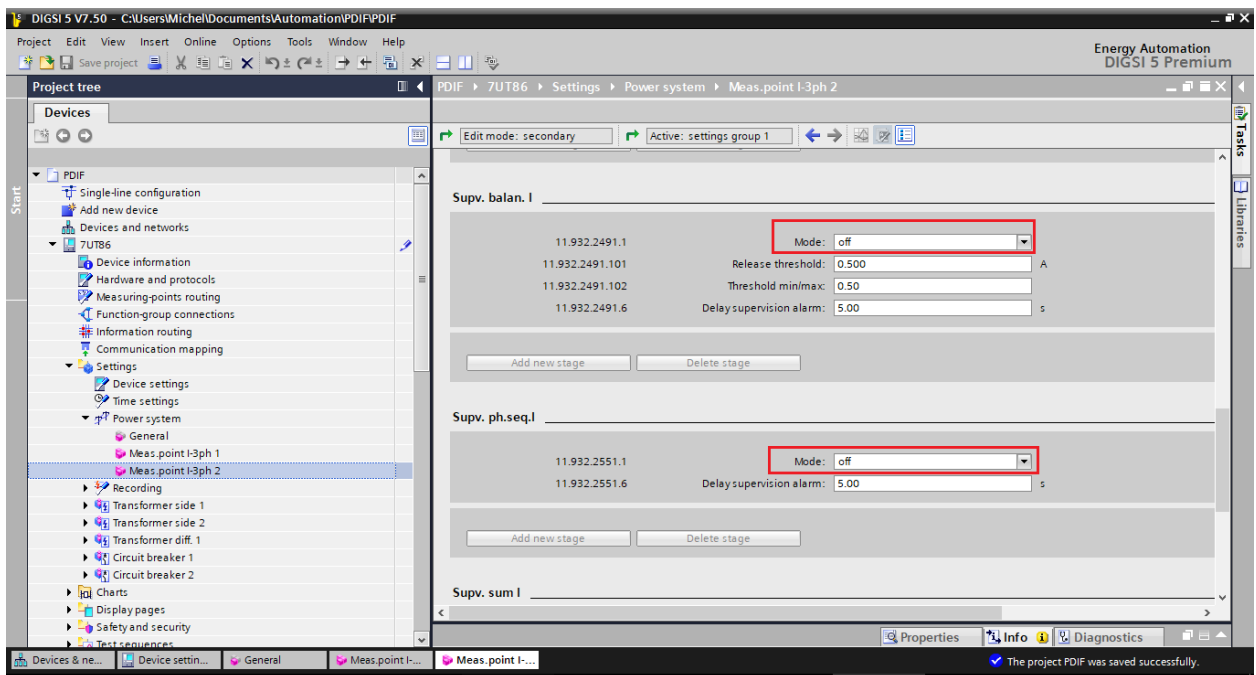 DIGSI 5 V7.50 - C:\Users\Michel\Documents\Automation\PDIF\PDIF
Project Edit View Insert Online Options Tools Window Help
Energy Automation
DIGSI 5 Premium
Save project
Project tree
PDIF ▸ 7UT86 ▸ Settings ▸ Power system ▸ Meas.point I-3ph 2
Devices
Edit mode: secondary
Active: settings group 1
Tasks
Libraries
Start
PDIF
Single-line configuration
Add new device
Devices and networks
7UT86
Device information
Hardware and protocols
Measuring-points routing
Function-group connections
Information routing
Communication mapping
Settings
Device settings
Time settings
Power system
General
Meas.point I-3ph 1
Meas.point I-3ph 2
Recording
Transformer side 1
Transformer side 2
Transformer diff. 1
Circuit breaker 1
Circuit breaker 2
Charts
Display pages
Safety and security
Test sequences
Supv. balan. I
11.932.2491.1 Mode: off
11.932.2491.101 Release threshold: 0.500 A
11.932.2491.102 Threshold min/max: 0.50
11.932.2491.6 Delay supervision alarm: 5.00 s
Add new stage Delete stage
Supv. ph.seq.I
11.932.2551.1 Mode: off
11.932.2551.6 Delay supervision alarm: 5.00 s
Add new stage Delete stage
Supv. sum I
Properties Info Diagnostics
Devices & ne... Device settin... General Meas.point I-... Meas.point I-...
The project PDIF was saved successfully.